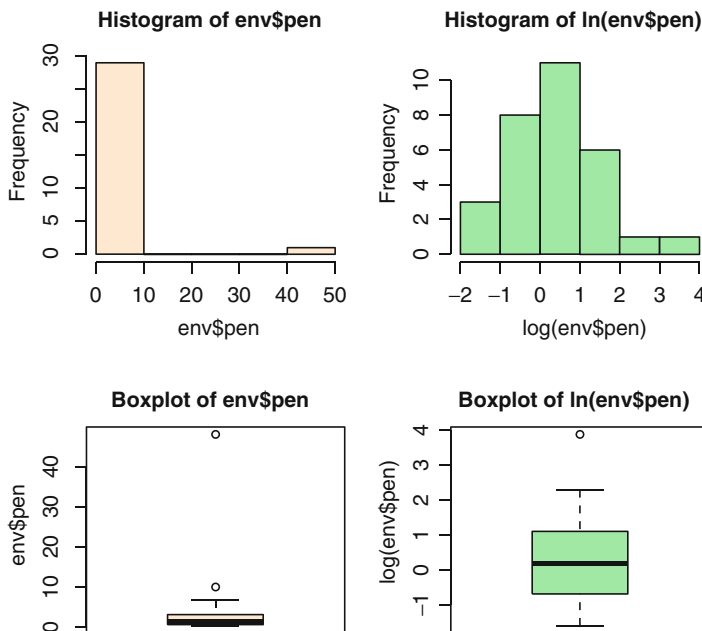 Histogram of env$pen
Frequency
0 5 10 20 30
0 10 20 30 40 50
env$pen
Histogram of ln(env$pen)
Frequency
0 2 4 6 8 10
−2 −1 0 1 2 3 4
log(env$pen)
Boxplot of env$pen
env$pen
0 10 20 30 40
Boxplot of ln(env$pen)
log(env$pen)
−1 0 1 2 3 4